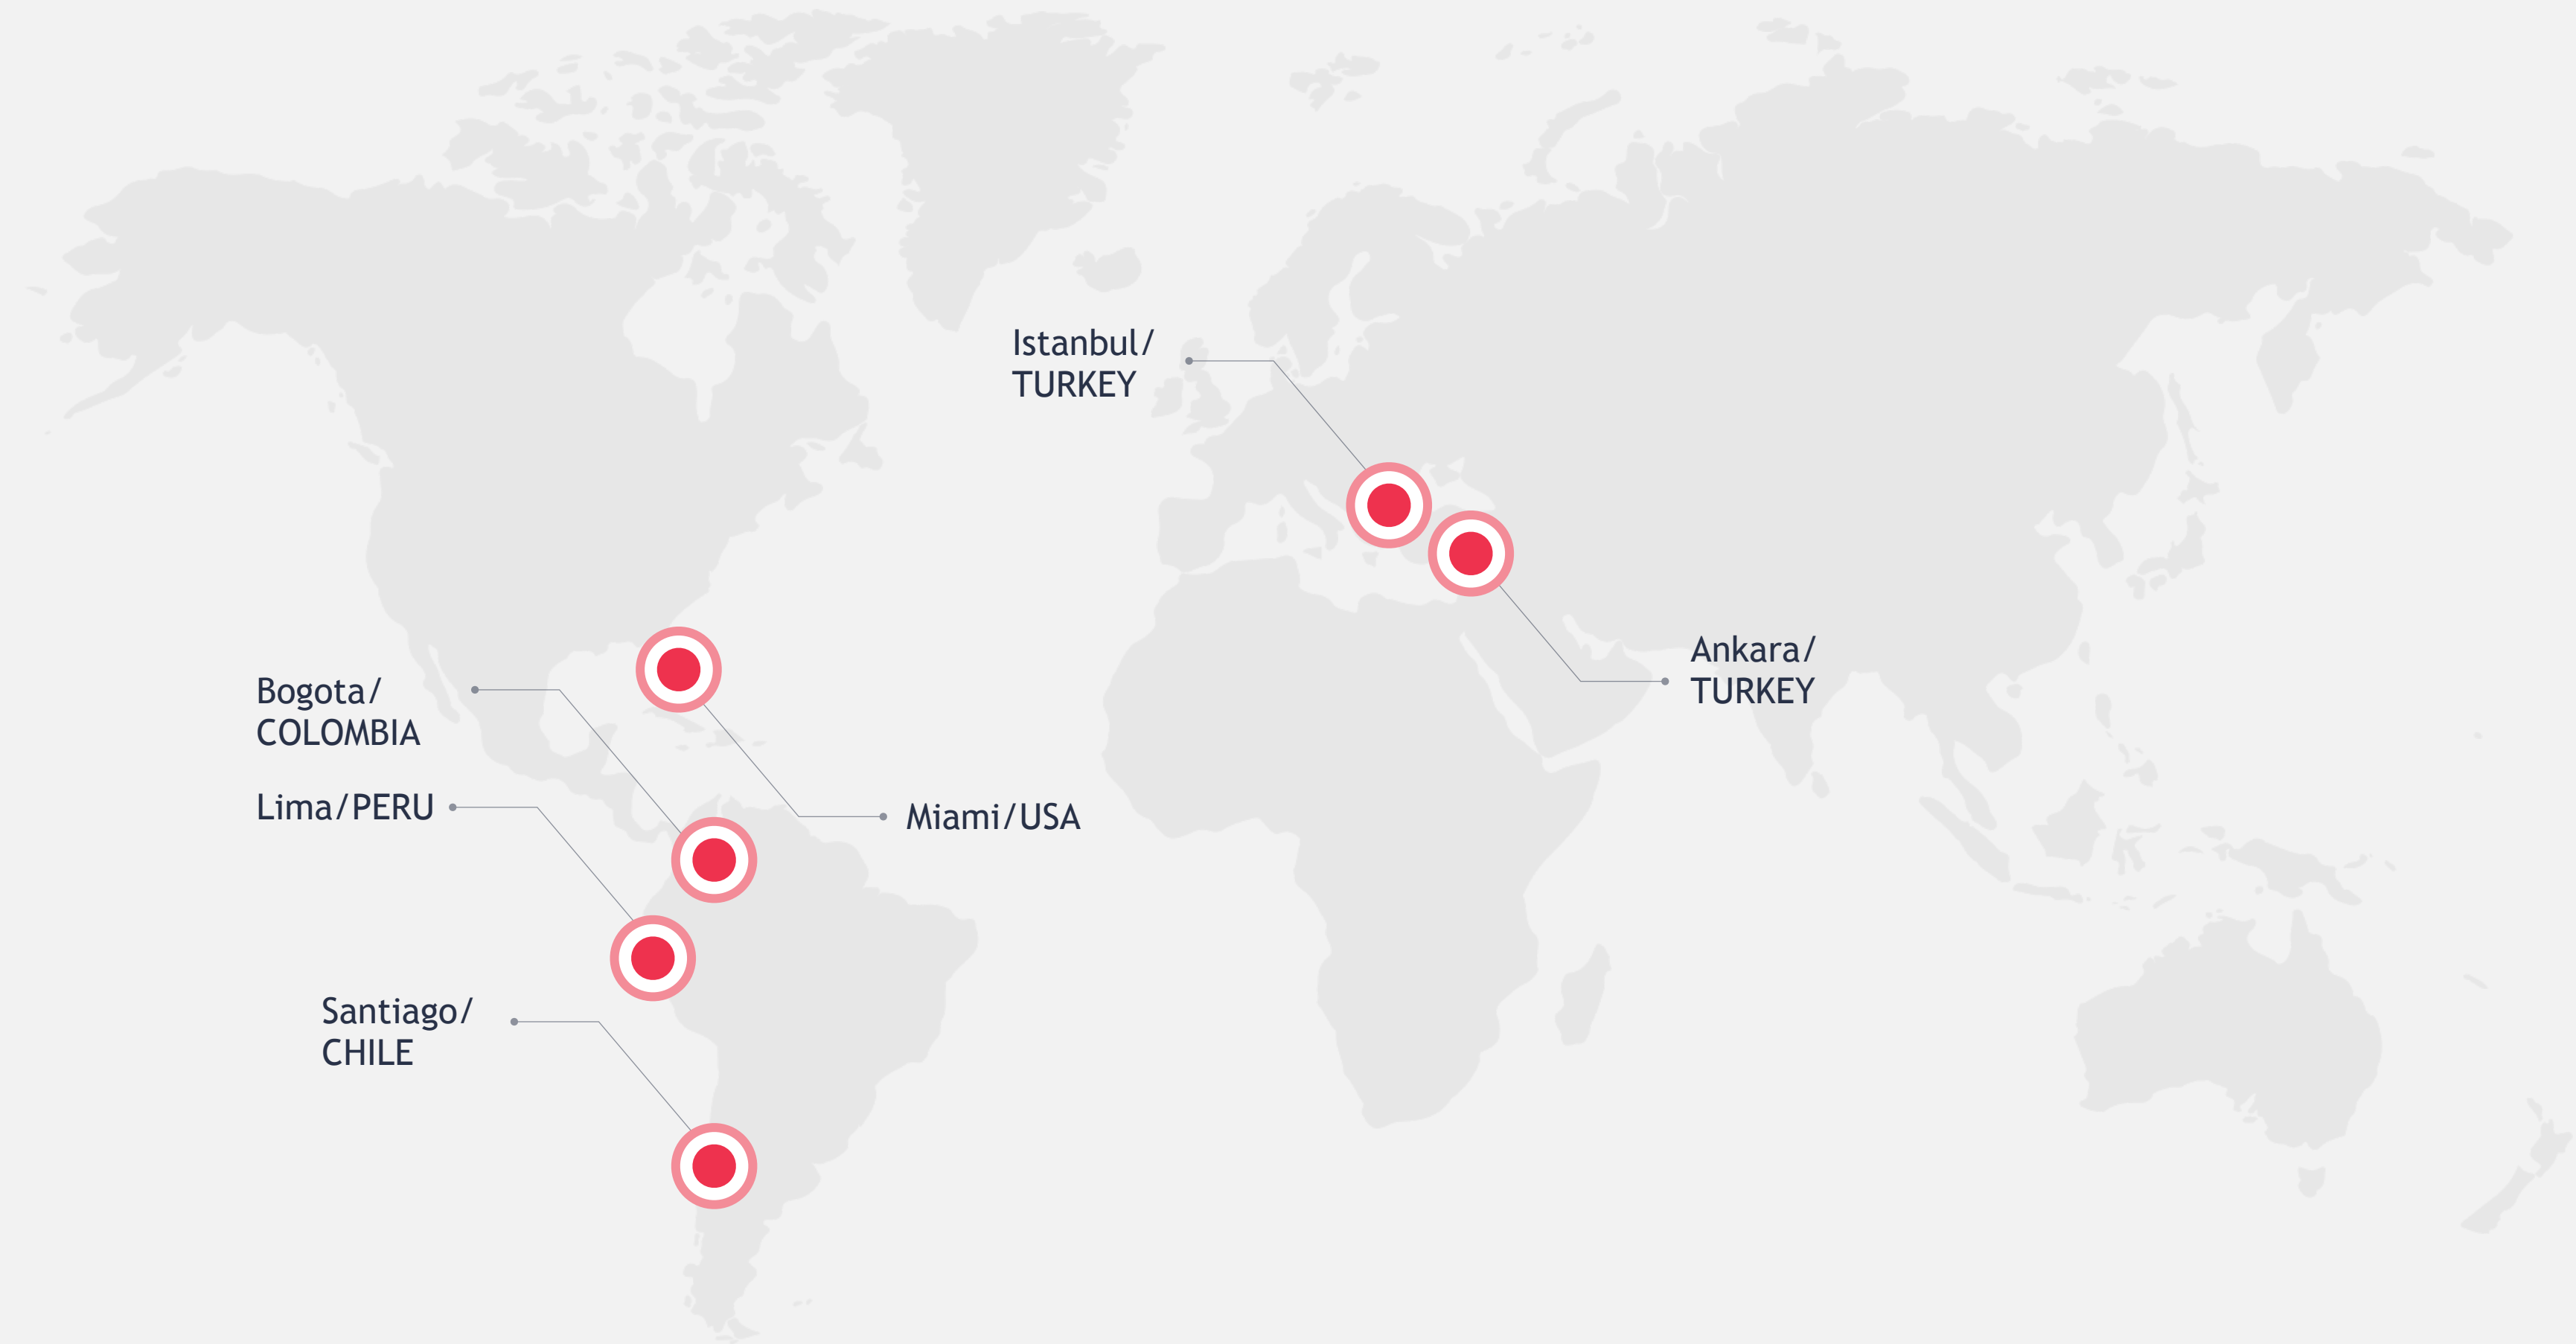 Istanbul/
TURKEY
Ankara/
TURKEY
Bogota/
COLOMBIA
Lima/PERU
Miami/USA
Santiago/
CHILE